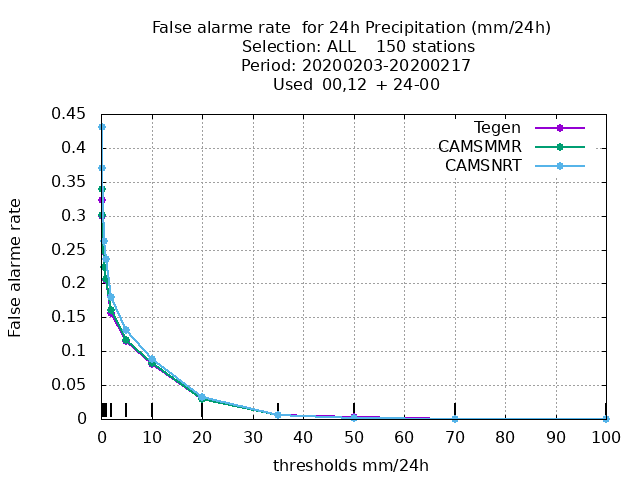 False alarme rate for 24h Precipitation (mm/24h)
Selection: ALL 150 stations
Period: 20200203-20200217
Used 00,12 + 24-00
Tegen
CAMSMMR
CAMSNRT
False alarme rate
0.45
0.4
0.35
0.3
0.25
0.2
0.15
0.1
0.05
0
0 10 20 30 40 50 60 70 80 90 100
thresholds mm/24h